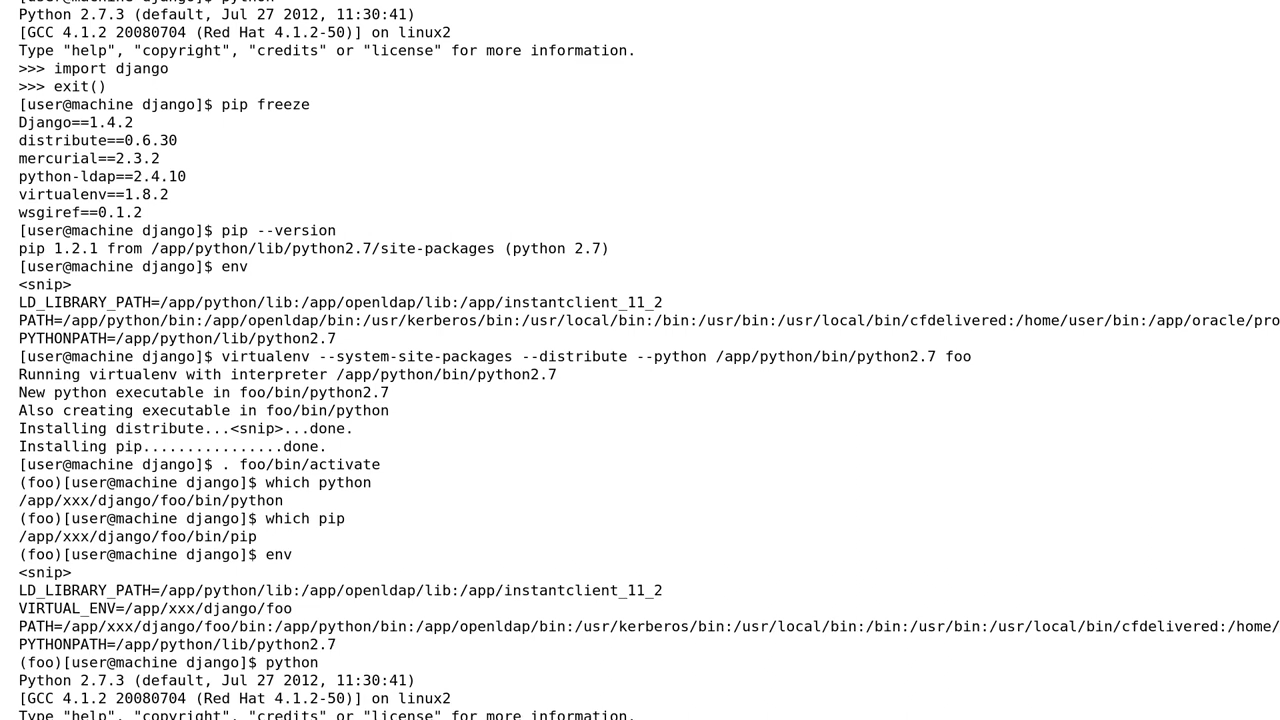 [user@machine django]$ python
Python 2.7.3 (default, Jul 27 2012, 11:30:41)
[GCC 4.1.2 20080704 (Red Hat 4.1.2-50)] on linux2
Type "help", "copyright", "credits" or "license" for more information.
>>> import django
>>> exit()
[user@machine django]$ pip freeze
Django==1.4.2
distribute==0.6.30
mercurial==2.3.2
python-ldap==2.4.10
virtualenv==1.8.2
wsgiref==0.1.2
[user@machine django]$ pip --version
pip 1.2.1 from /app/python/lib/python2.7/site-packages (python 2.7)
[user@machine django]$ env
<snip>
LD_LIBRARY_PATH=/app/python/lib:/app/openldap/lib:/app/instantclient_11_2
PATH=/app/python/bin:/app/openldap/bin:/usr/kerberos/bin:/usr/local/bin:/bin:/usr/bin:/usr/local/bin/cfdelivered:/home/user/bin:/app/oracle/pro
PYTHONPATH=/app/python/lib/python2.7
[user@machine django]$ virtualenv --system-site-packages --distribute --python /app/python/bin/python2.7 foo
Running virtualenv with interpreter /app/python/bin/python2.7
New python executable in foo/bin/python2.7
Also creating executable in foo/bin/python
Installing distribute...<snip>...done.
Installing pip................done.
[user@machine django]$ . foo/bin/activate
(foo)[user@machine django]$ which python
/app/xxx/django/foo/bin/python
(foo)[user@machine django]$ which pip
/app/xxx/django/foo/bin/pip
(foo)[user@machine django]$ env
<snip>
LD_LIBRARY_PATH=/app/python/lib:/app/openldap/lib:/app/instantclient_11_2
VIRTUAL_ENV=/app/xxx/django/foo
PATH=/app/xxx/django/foo/bin:/app/python/bin:/app/openldap/bin:/usr/kerberos/bin:/usr/local/bin:/bin:/usr/bin:/usr/local/bin/cfdelivered:/home/
PYTHONPATH=/app/python/lib/python2.7
(foo)[user@machine django]$ python
Python 2.7.3 (default, Jul 27 2012, 11:30:41)
[GCC 4.1.2 20080704 (Red Hat 4.1.2-50)] on linux2
Type "help", "copyright", "credits" or "license" for more information.